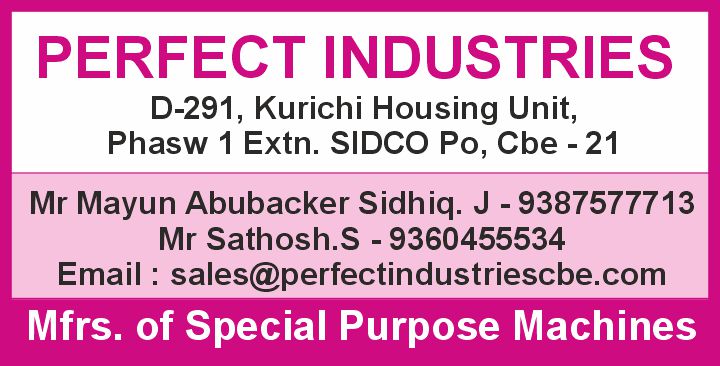 PERFECT INDUSTRIES
D-291, Kurichi Housing Unit,
Phasw 1 Extn. SIDCO Po, Cbe - 21
Mr Mayun Abubacker Sidhiq. J - 9387577713
Mr Sathosh.S - 9360455534
Email : sales@perfectindustriescbe.com
Mfrs. of Special Purpose Machines